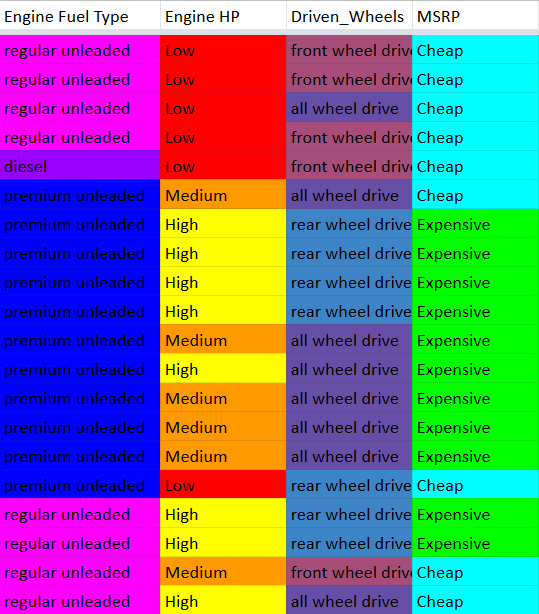 Engine Fuel Type Engine HP Driven_Wheels MSRP
regular unleaded Low front wheel driv Cheap
regular unleaded Low front wheel driv Cheap
regular unleaded Low all wheel drive Cheap
regular unleaded Low front wheel driv Cheap
diesel Low front wheel driv Cheap
premium unleaded Medium all wheel drive Cheap
premium unleaded High rear wheel drive Expensive
premium unleaded High rear wheel drive Expensive
premium unleaded High rear wheel drive Expensive
premium unleaded High rear wheel drive Expensive
premium unleaded Medium all wheel drive Expensive
premium unleaded High all wheel drive Expensive
premium unleaded Medium all wheel drive Expensive
premium unleaded Medium all wheel drive Expensive
premium unleaded Medium all wheel drive Expensive
premium unleaded Low rear wheel drive Cheap
regular unleaded High rear wheel drive Expensive
regular unleaded High rear wheel drive Expensive
regular unleaded Medium front wheel driv Cheap
regular unleaded High all wheel drive Cheap